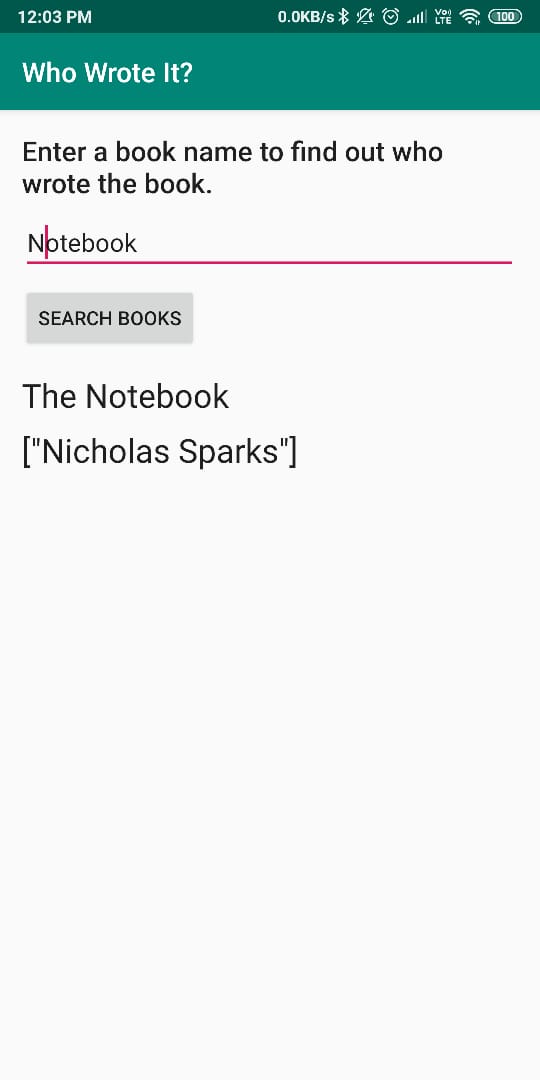 12:03 PM 0.0KB/s Vo) LTE 100
Who Wrote It?
Enter a book name to find out who
wrote the book.
Notebook
SEARCH BOOKS
The Notebook
["Nicholas Sparks"]